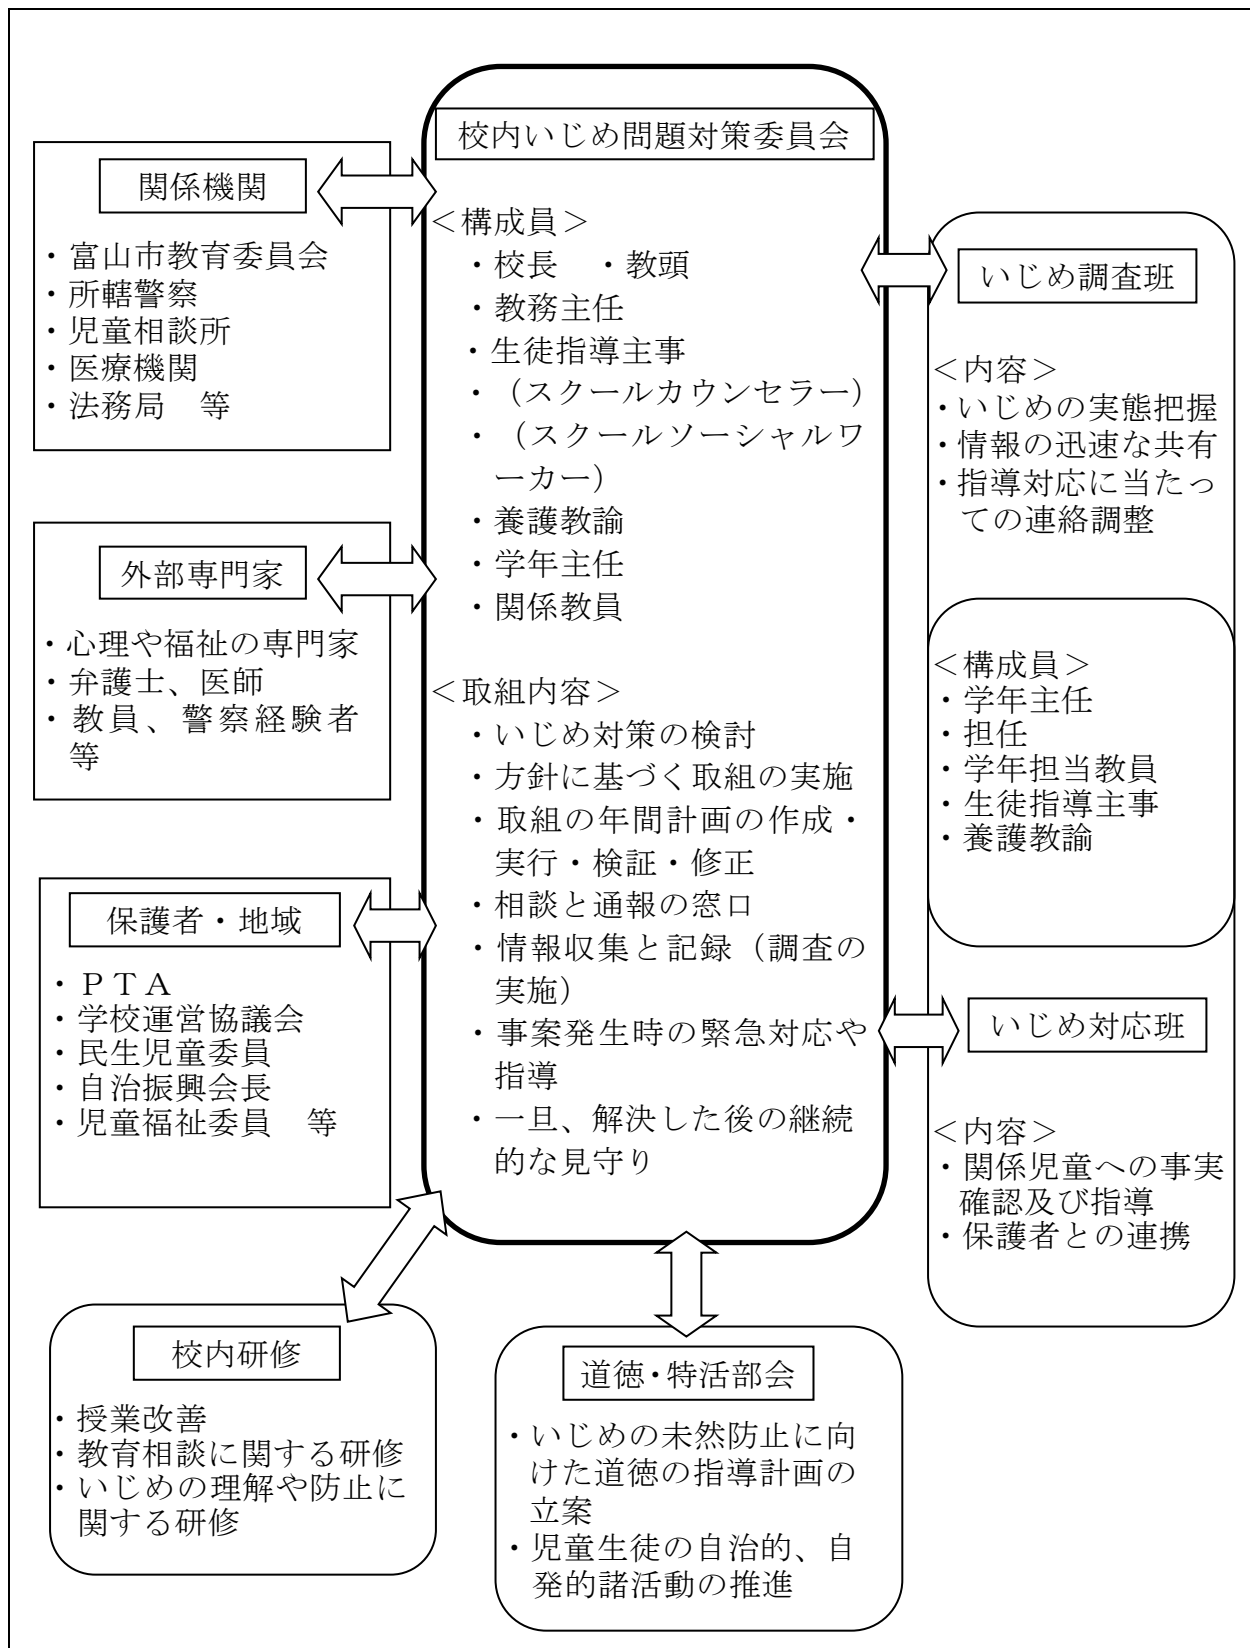 校内いじめ問題対策委員会
<構成員>
・校長　・教頭
・教務主任
・生徒指導主事
・（スクールカウンセラー）
・（スクールソーシャルワ
ーカー）
・養護教諭
・学年主任
・関係教員
<取組内容>
・いじめ対策の検討
・方針に基づく取組の実施
・取組の年間計画の作成・
実行・検証・修正
・相談と通報の窓口
・情報収集と記録（調査の
実施）
・事案発生時の緊急対応や
指導
・一旦、解決した後の継続
的な見守り
関係機関
・富山市教育委員会
・所轄警察
・児童相談所
・医療機関
・法務局　等
外部専門家
・心理や福祉の専門家
・弁護士、医師
・教員、警察経験者
等
保護者・地域
・ＰＴＡ
・学校運営協議会
・民生児童委員
・自治振興会長
・児童福祉委員　等
いじめ調査班
<内容>
・いじめの実態把握
・情報の迅速な共有
・指導対応に当たっ
ての連絡調整
<構成員>
・学年主任
・担任
・学年担当教員
・生徒指導主事
・養護教諭
いじめ対応班
<内容>
・関係児童への事実
確認及び指導
・保護者との連携
校内研修
・授業改善
・教育相談に関する研修
・いじめの理解や防止に
関する研修
道徳・特活部会
・いじめの未然防止に向
けた道徳の指導計画の
立案
・児童生徒の自治的、自
発的諸活動の推進